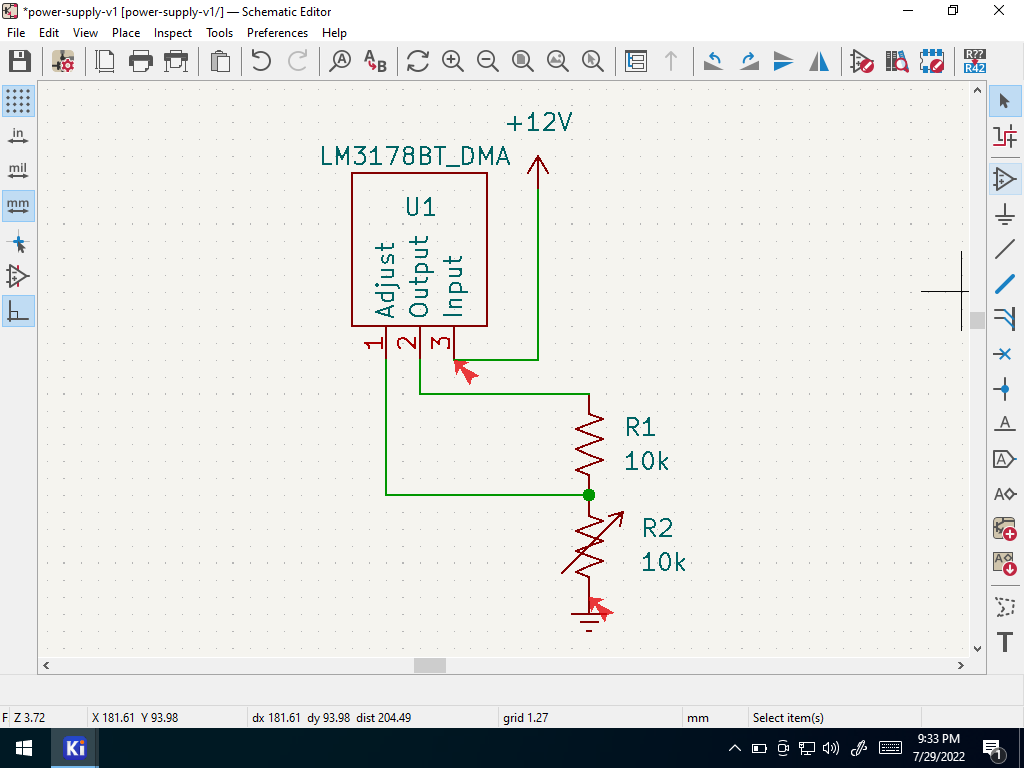 *power-supply-v1 [power-supply-v1/] — Schematic Editor
File Edit View Place Inspect Tools Preferences Help
A A B R?? R42
in
mil
mm
+12V
LM3178BT_DMA
U1
Adjust
Output
Input
1 2 3
R1
10k
R2
10k
A
A
A
A
T
F Z 3.72 X 181.61 Y 93.98 dx 181.61 dy 93.98 dist 204.49 grid 1.27 mm Select item(s)
Ki
9:33 PM
7/29/2022
1